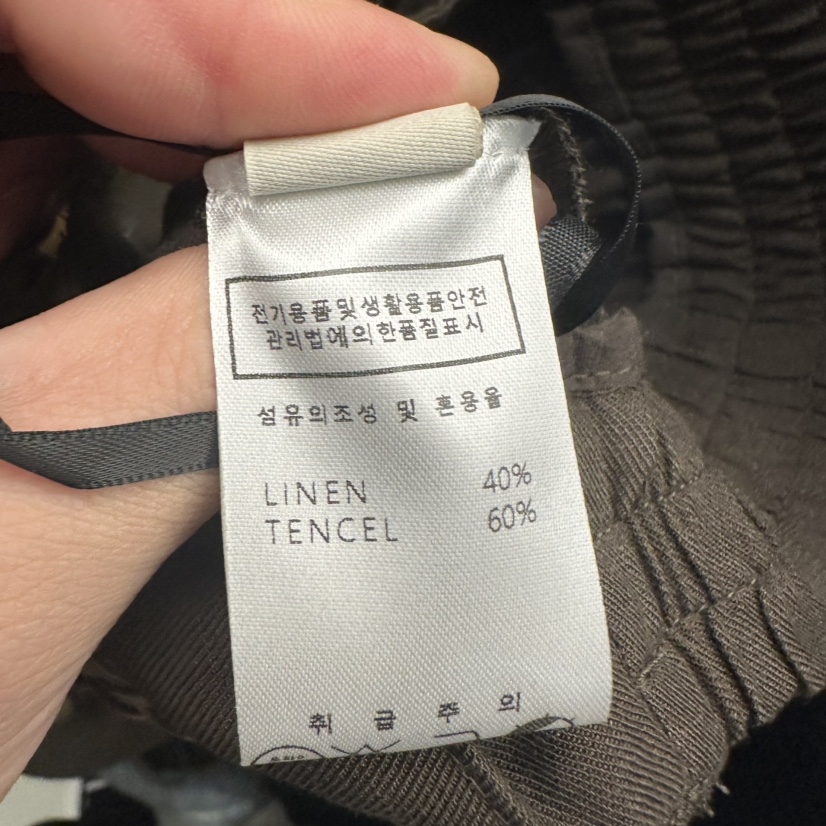 전기용품및생활용품안전
관리법에의한품질표시
섬유의조성 및 혼용율
LINEN 40%
TENCEL 60%
취급주의